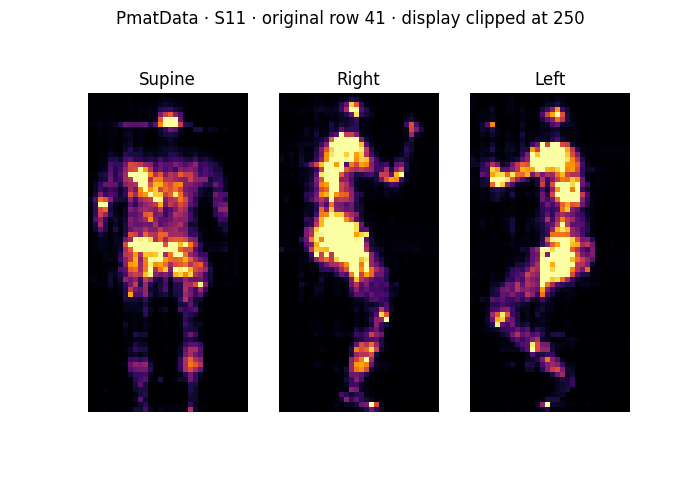 PmatData · S11 · original row 41 · display clipped at 250
Supine
Right
Left